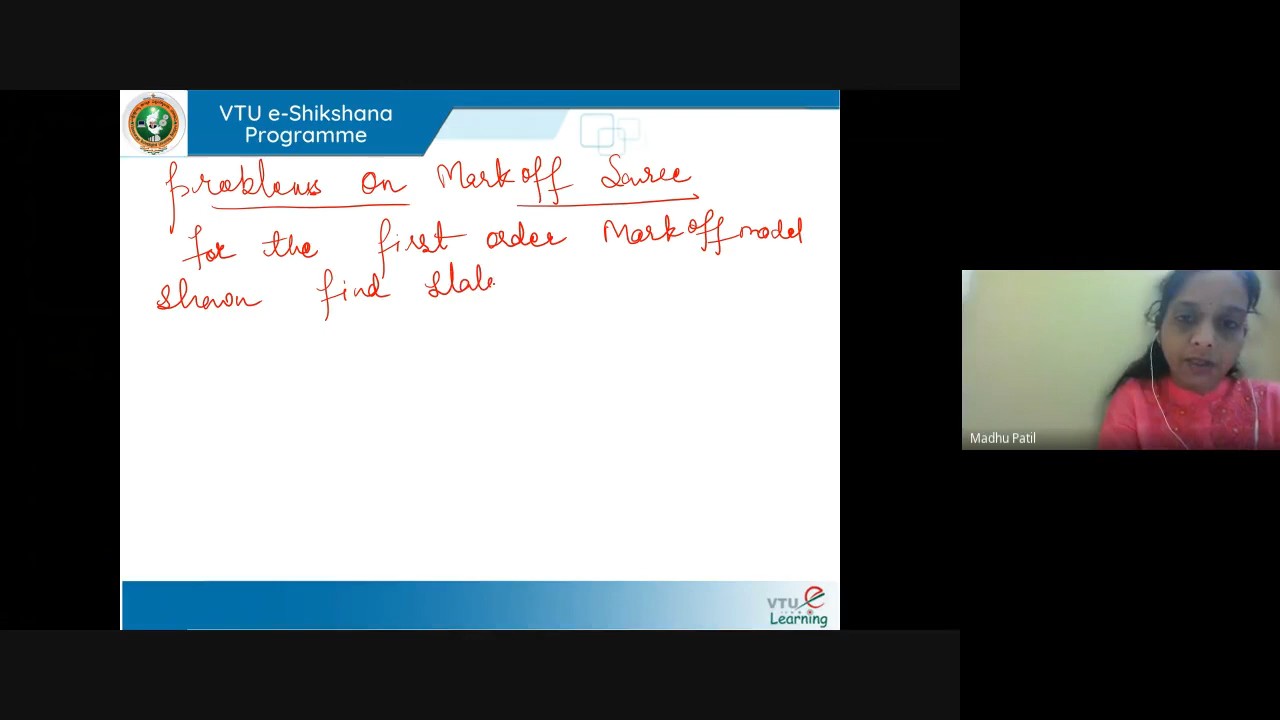 VTU e-Shikshana
Programme
Problems on Markoff Source
for the first order Markoff model
shown find state
Madhu Patil
VTU e
Learning